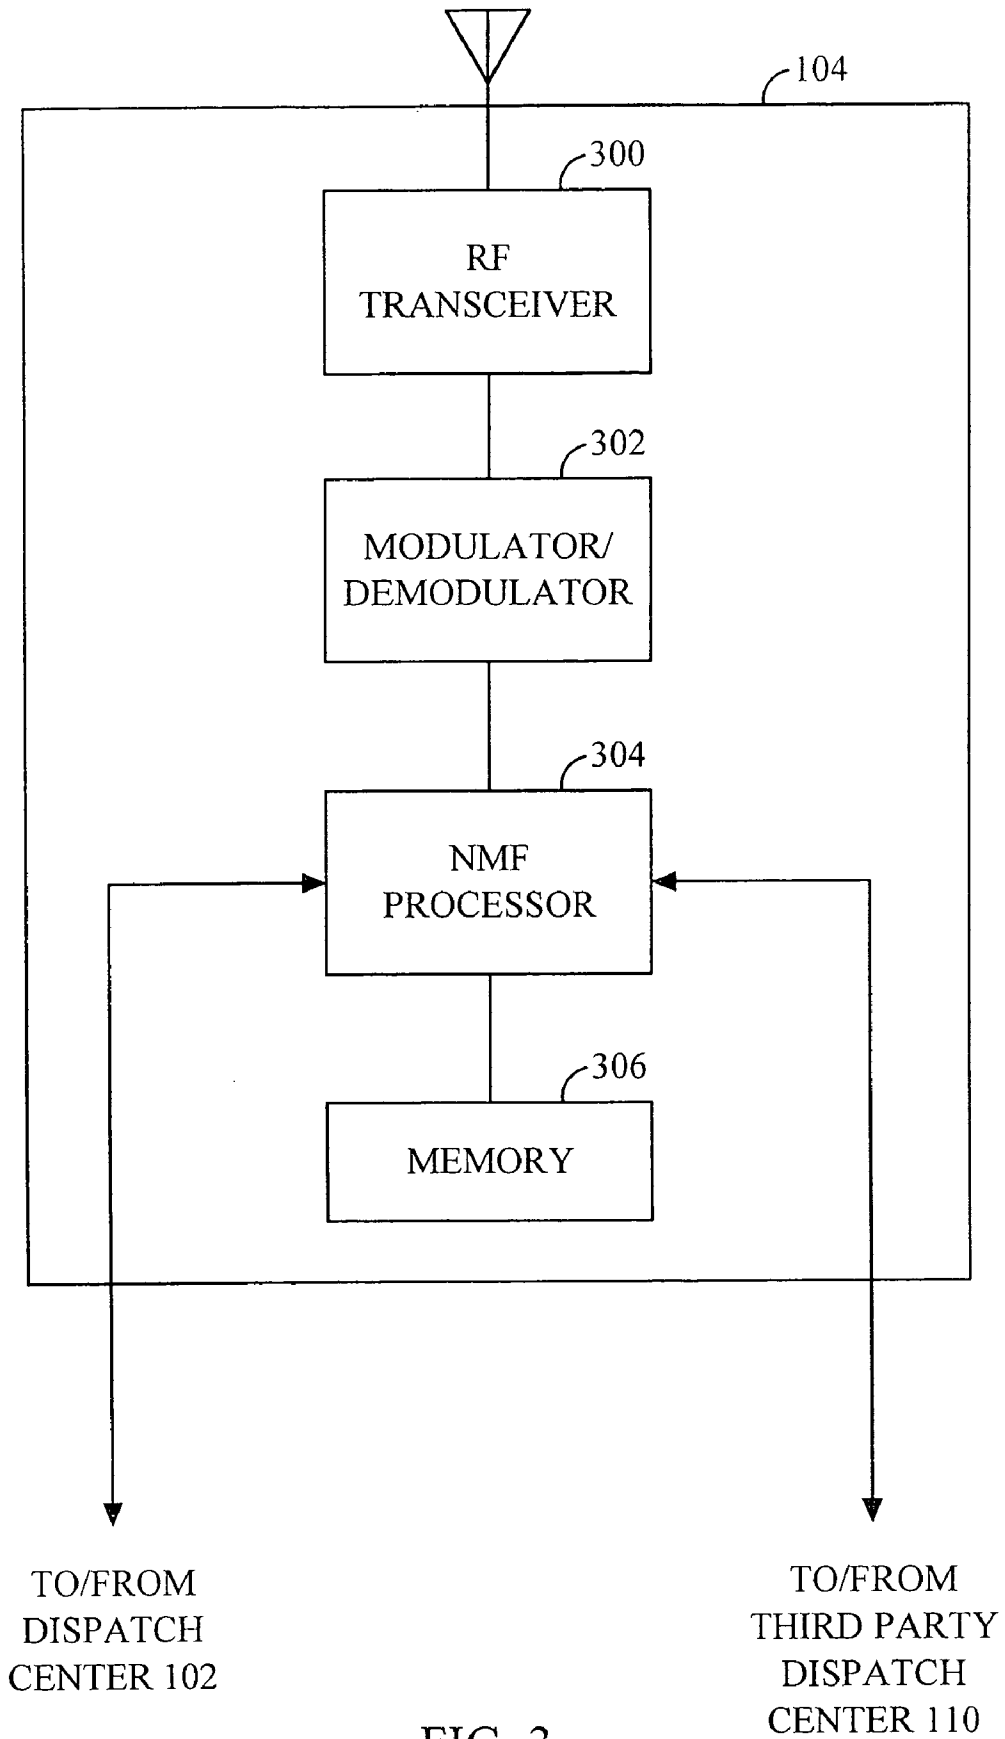 104
300
RF
TRANSCEIVER
302
MODULATOR/
DEMODULATOR
304
NMF
PROCESSOR
306
MEMORY
TO/FROM
DISPATCH
CENTER 102
TO/FROM
THIRD PARTY
DISPATCH
CENTER 110
FIG.